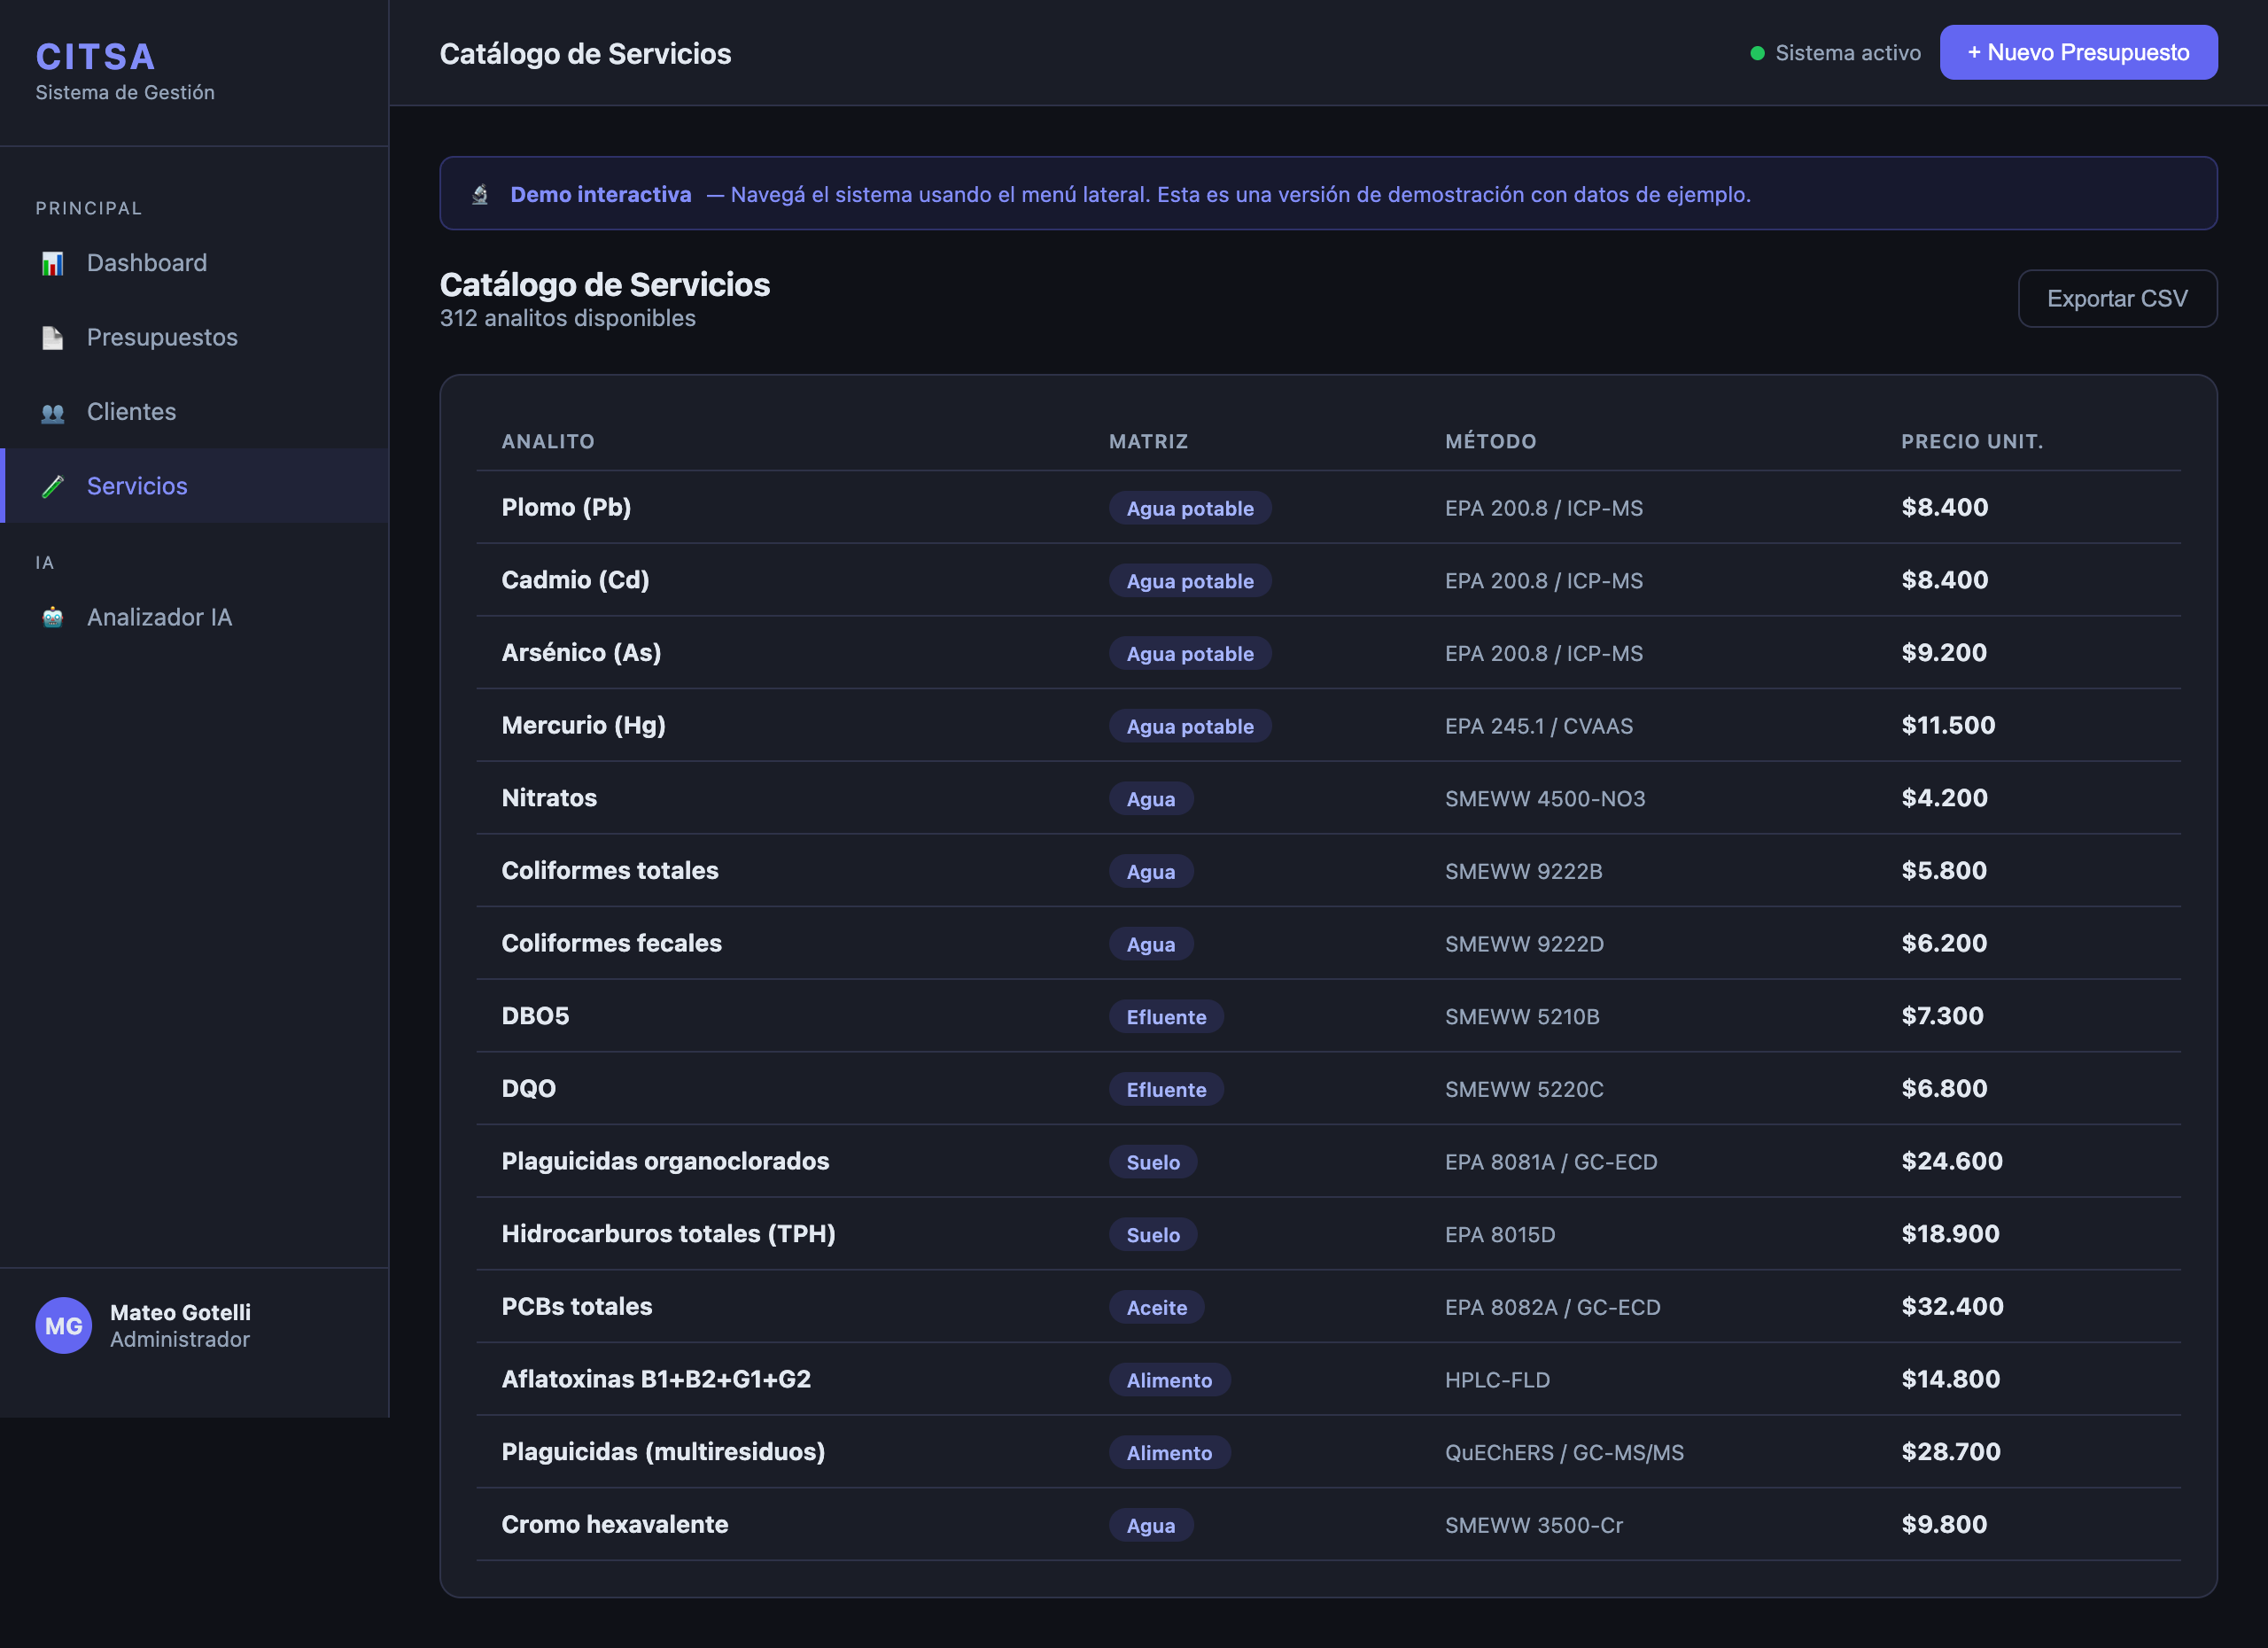 CITSA
Sistema de Gestión
PRINCIPAL
Dashboard
Presupuestos
Clientes
Servicios
IA
Analizador IA
MG
Mateo Gotelli
Administrador
Catálogo de Servicios
Sistema activo
+ Nuevo Presupuesto
Demo interactiva — Navegá el sistema usando el menú lateral. Esta es una versión de demostración con datos de ejemplo.
Catálogo de Servicios
312 analitos disponibles
Exportar CSV
ANALITO MATRIZ MÉTODO PRECIO UNIT.
Plomo (Pb) Agua potable EPA 200.8 / ICP-MS $8.400
Cadmio (Cd) Agua potable EPA 200.8 / ICP-MS $8.400
Arsénico (As) Agua potable EPA 200.8 / ICP-MS $9.200
Mercurio (Hg) Agua potable EPA 245.1 / CVAAS $11.500
Nitratos Agua SMEWW 4500-NO3 $4.200
Coliformes totales Agua SMEWW 9222B $5.800
Coliformes fecales Agua SMEWW 9222D $6.200
DBO5 Efluente SMEWW 5210B $7.300
DQO Efluente SMEWW 5220C $6.800
Plaguicidas organoclorados Suelo EPA 8081A / GC-ECD $24.600
Hidrocarburos totales (TPH) Suelo EPA 8015D $18.900
PCBs totales Aceite EPA 8082A / GC-ECD $32.400
Aflatoxinas B1+B2+G1+G2 Alimento HPLC-FLD $14.800
Plaguicidas (multiresiduos) Alimento QuEChERS / GC-MS/MS $28.700
Cromo hexavalente Agua SMEWW 3500-Cr $9.800